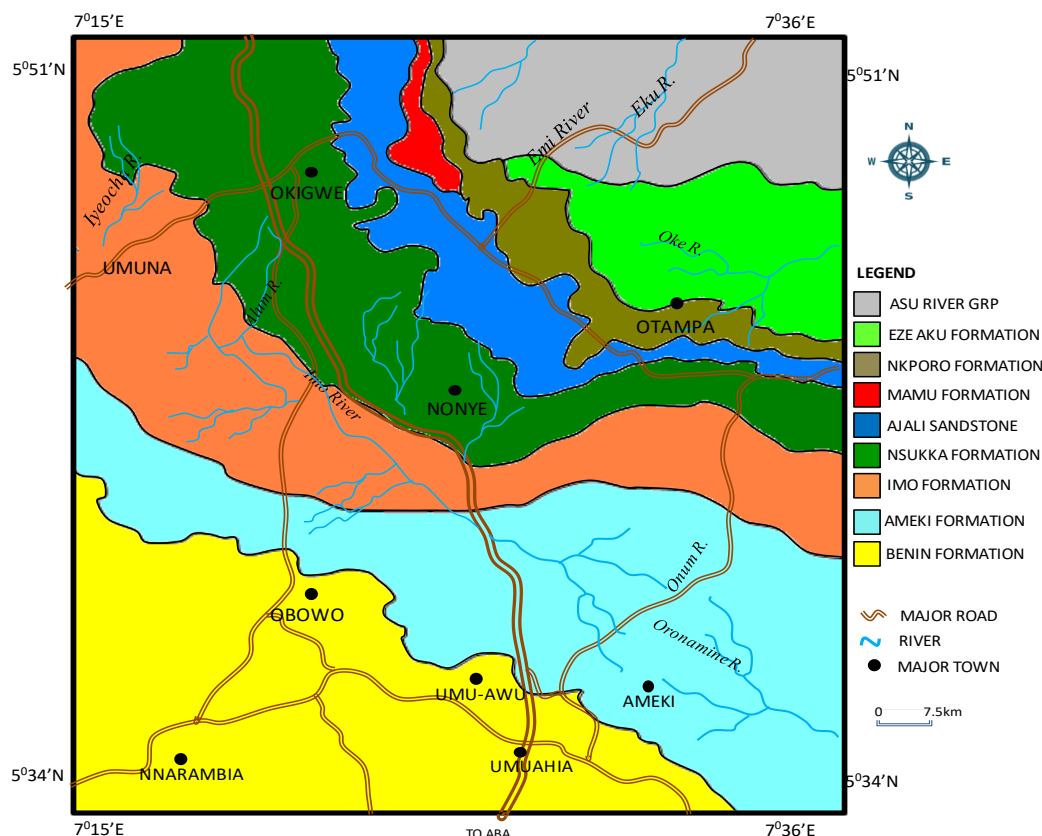 7⁰15’E
7⁰36’E
5⁰51’N
5⁰51’N
Eku R.
Emi River
N
W E
S
Iyeochu R.
OKIGWE
Oke R.
UMUNA
LEGEND
ASU RIVER GRP
Imo River
OTAMPA
EZE AKU FORMATION
NKPORO FORMATION
NONYE
MAMU FORMATION
AJALI SANDSTONE
NSUKKA FORMATION
IMO FORMATION
AMEKI FORMATION
BENIN FORMATION
Onum R.
OBOWO
MAJOR ROAD
RIVER
Oronamine R.
MAJOR TOWN
UMU-AWU
AMEKI
0 7.5km
NNARAMBIA
UMUAHIA
5⁰34’N
5⁰34’N
7⁰15’E
TO ABA
7⁰36’E